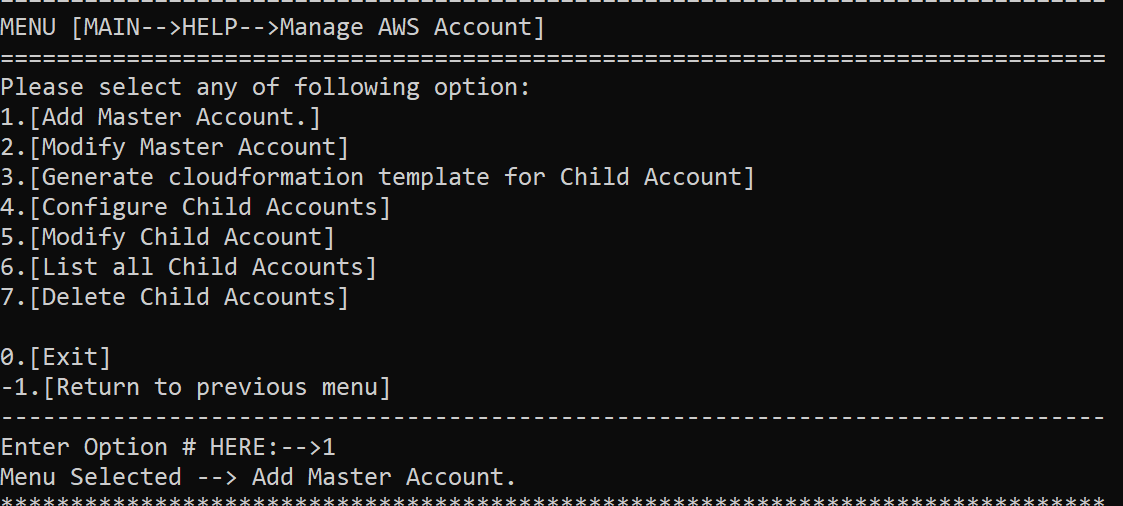 ===============================================================================
MENU [MAIN-->HELP-->Manage AWS Account]
===============================================================================
Please select any of following option:
1.[Add Master Account.]
2.[Modify Master Account]
3.[Generate cloudformation template for Child Account]
4.[Configure Child Accounts]
5.[Modify Child Account]
6.[List all Child Accounts]
7.[Delete Child Accounts]
0.[Exit]
-1.[Return to previous menu]
-------------------------------------------------------------------------------
Enter Option # HERE:-->1
Menu Selected --> Add Master Account.
*******************************************************************************